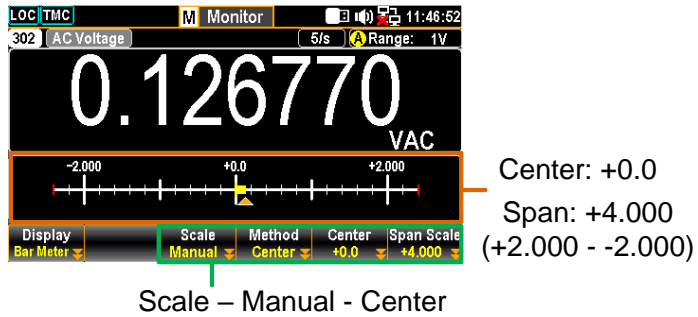 LOC TMC M Monitor 11:46:52
302 AC Voltage 5/s A Range: 1V
0.126770
VAC
-2.000 +0.0 +2.000
Display Scale Method Center Span Scale
Bar Meter Manual Center +0.0 +4.000
Center: +0.0
Span: +4.000
(+2.000 - -2.000)
Scale – Manual - Center